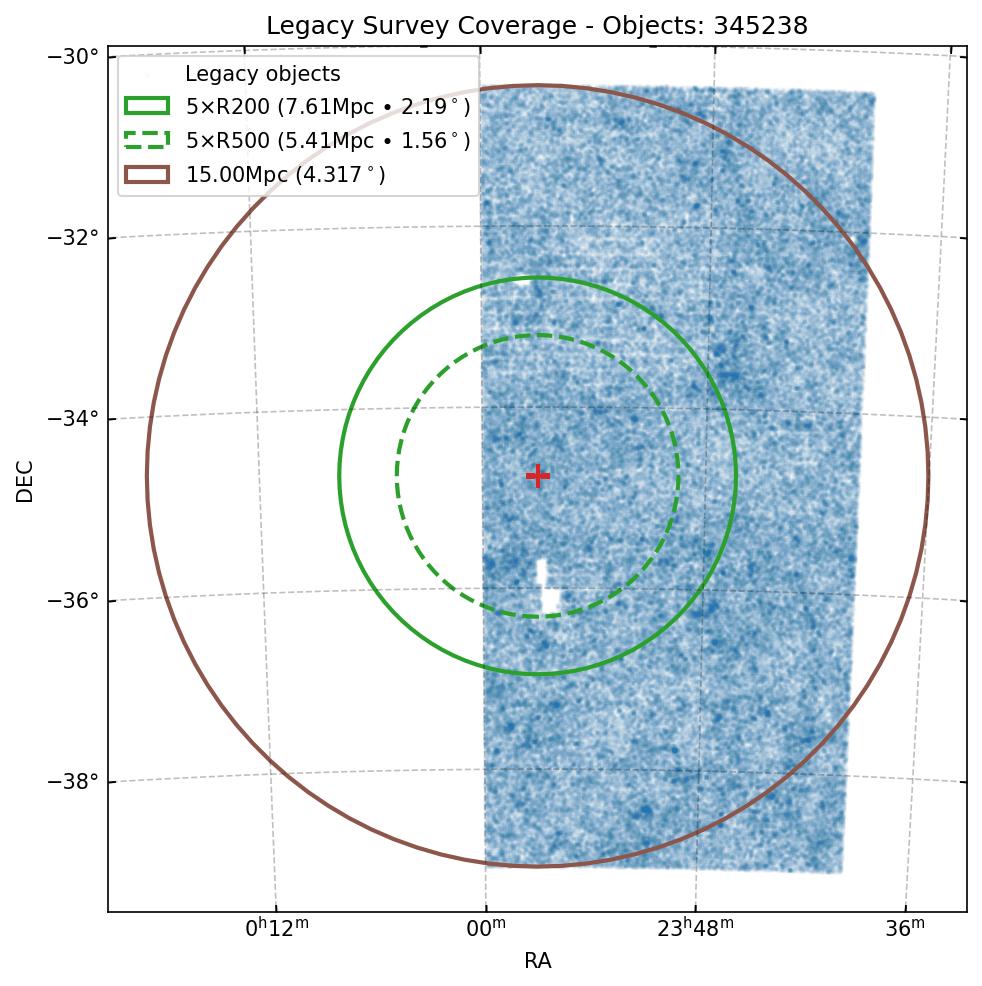 Legacy Survey Coverage - Objects: 345238
Legacy objects
5×R200 (7.61Mpc • 2.19°)
5×R500 (5.41Mpc • 1.56°)
15.00Mpc (4.317°)
−30°
−32°
−34°
−36°
−38°
DEC
0ʰ12ᵐ 00ᵐ 23ʰ48ᵐ 36ᵐ
RA